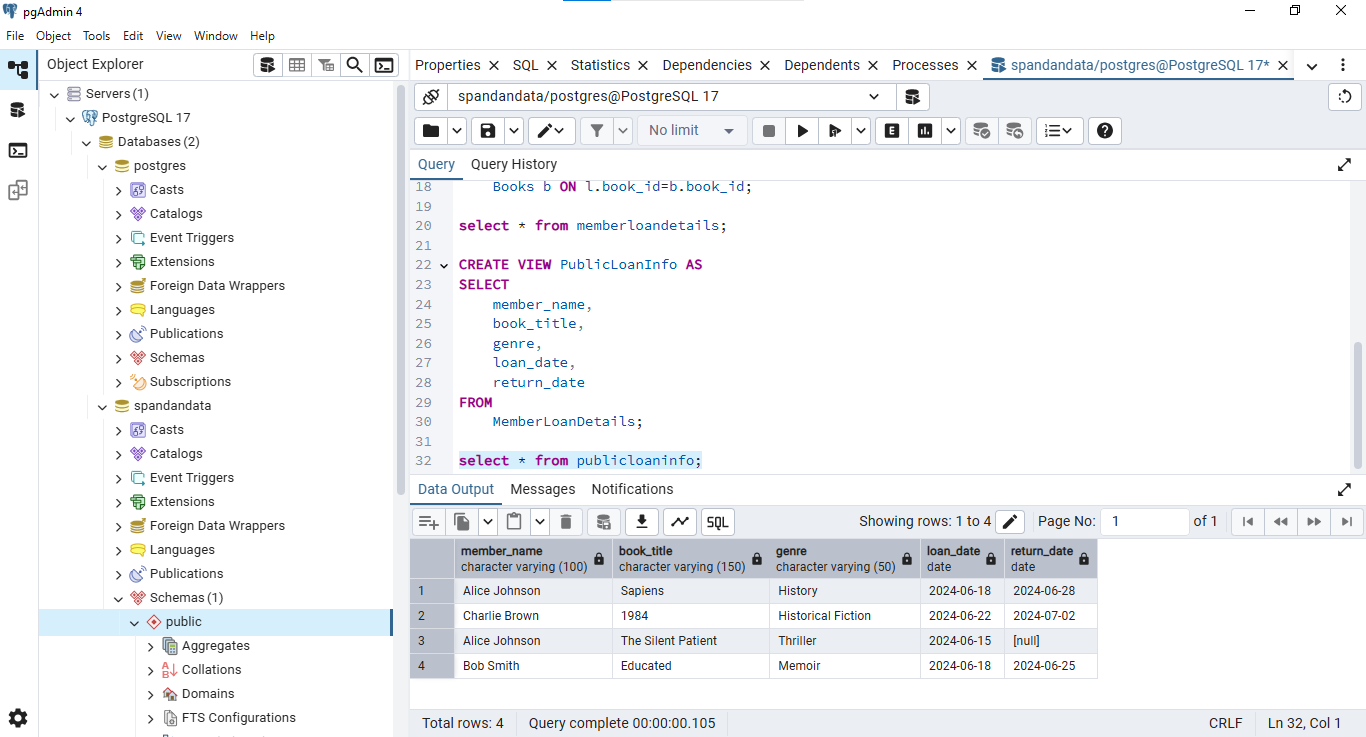 pgAdmin 4
File Object Tools Edit View Window Help
Object Explorer
Servers (1)
PostgreSQL 17
Databases (2)
postgres
Casts
Catalogs
Event Triggers
Extensions
Foreign Data Wrappers
Languages
Publications
Schemas
Subscriptions
spandandata
Casts
Catalogs
Event Triggers
Extensions
Foreign Data Wrappers
Languages
Publications
Schemas (1)
public
Aggregates
Collations
Domains
FTS Configurations
Properties SQL Statistics Dependencies Dependents Processes spandandata/postgres@PostgreSQL 17*
spandandata/postgres@PostgreSQL 17
No limit E
Query Query History
18 Books b ON l.book_id=b.book_id;
19
20 select * from memberloandetails;
21
22 CREATE VIEW PublicLoanInfo AS
23 SELECT
24 member_name,
25 book_title,
26 genre,
27 loan_date,
28 return_date
29 FROM
30 MemberLoanDetails;
31
32 select * from publicloaninfo;
Data Output Messages Notifications
SQL Showing rows: 1 to 4 Page No: 1 of 1
member_name book_title genre loan_date return_date
character varying (100) character varying (150) character varying (50) date date
1 Alice Johnson Sapiens History 2024-06-18 2024-06-28
2 Charlie Brown 1984 Historical Fiction 2024-06-22 2024-07-02
3 Alice Johnson The Silent Patient Thriller 2024-06-15 [null]
4 Bob Smith Educated Memoir 2024-06-18 2024-06-25
Total rows: 4 Query complete 00:00:00.105 CRLF Ln 32, Col 1